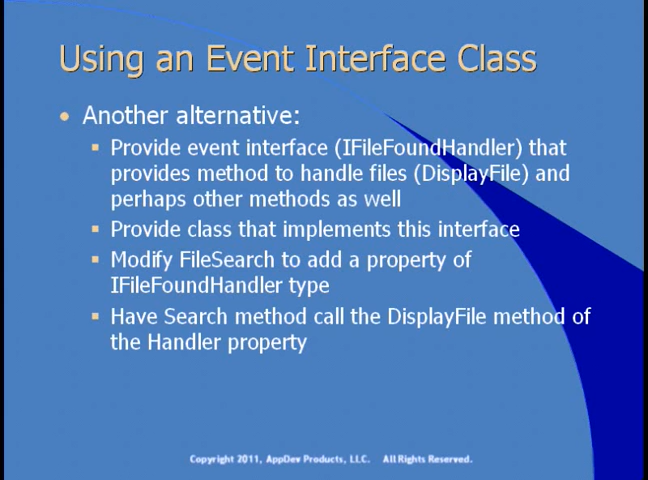 Using an Event Interface Class
• Another alternative:
▪ Provide event interface (IFileFoundHandler) that
provides method to handle files (DisplayFile) and
perhaps other methods as well
▪ Provide class that implements this interface
▪ Modify FileSearch to add a property of
IFileFoundHandler type
▪ Have Search method call the DisplayFile method of
the Handler property
Copyright 2011, AppDev Products, LLC. All Rights Reserved.